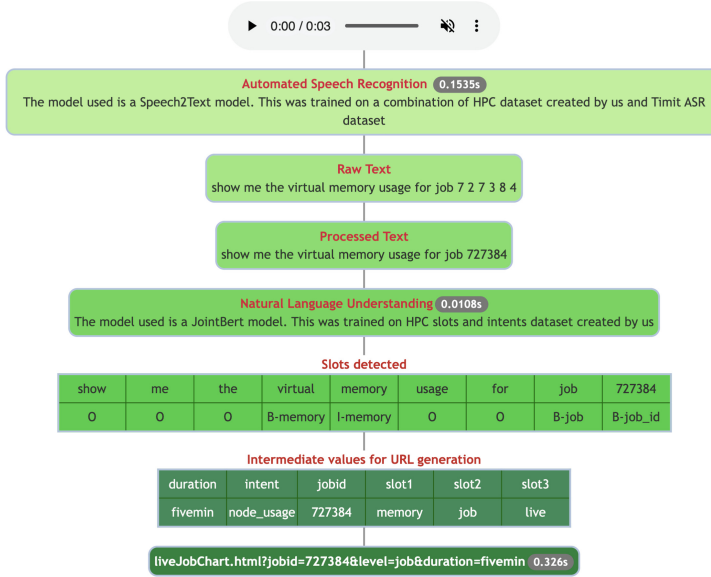 0:00 / 0:03
Automated Speech Recognition 0.1535s
The model used is a Speech2Text model. This was trained on a combination of HPC dataset created by us and Timit ASR
dataset
Raw Text
show me the virtual memory usage for job 7 2 7 3 8 4
Processed Text
show me the virtual memory usage for job 727384
Natural Language Understanding 0.0108s
The model used is a JointBert model. This was trained on HPC slots and intents dataset created by us
Slots detected
show me the virtual memory usage for job 727384
O O O B-memory I-memory O O B-job B-job_id
Intermediate values for URL generation
duration intent jobid slot1 slot2 slot3
fivemin node_usage 727384 memory job live
liveJobChart.html?jobid=727384&level=job&duration=fivemin 0.326s